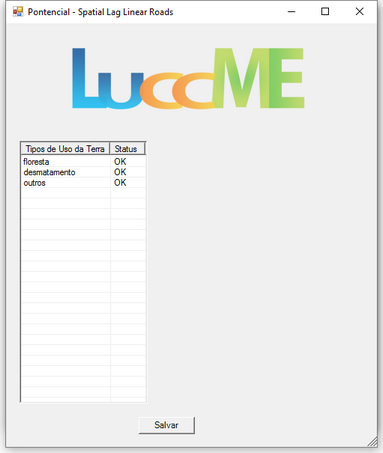 Pontencial - Spatial Lag Linear Roads
LuccME
Tipos de Uso da Terra Status
floresta OK
desmatamento OK
outros OK
Salvar